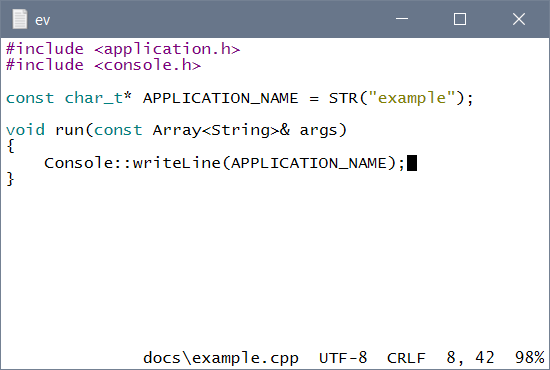 ev
#include <application.h>
#include <console.h>
const char_t* APPLICATION_NAME = STR("example");
void run(const Array<String>& args)
{
    Console::writeLine(APPLICATION_NAME);
}
docs\example.cpp  UTF-8  CRLF  8, 42  98%